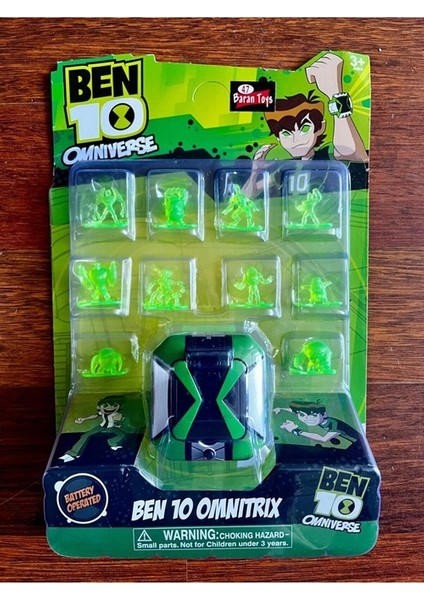 BEN
10
OMNIVERSE
47
Baran Toys
3+
10
BATTERY
OPERATED
BEN 10 OMNITRIX
BEN
10
OMNIVERSE
WARNING: CHOKING HAZARD-
Small parts. Not for Children under 3 years.